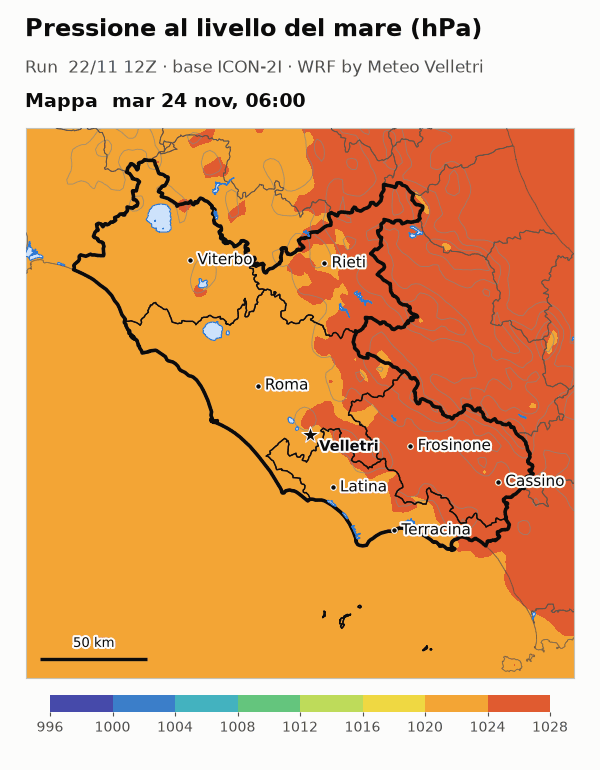 Pressione al livello del mare (hPa)
Run  22/11 12Z · base ICON-2I · WRF by Meteo Velletri
Mappa  mar 24 nov, 06:00
Viterbo
Rieti
Roma
Velletri
Frosinone
Cassino
Latina
Terracina
50 km
996 1000 1004 1008 1012 1016 1020 1024 1028